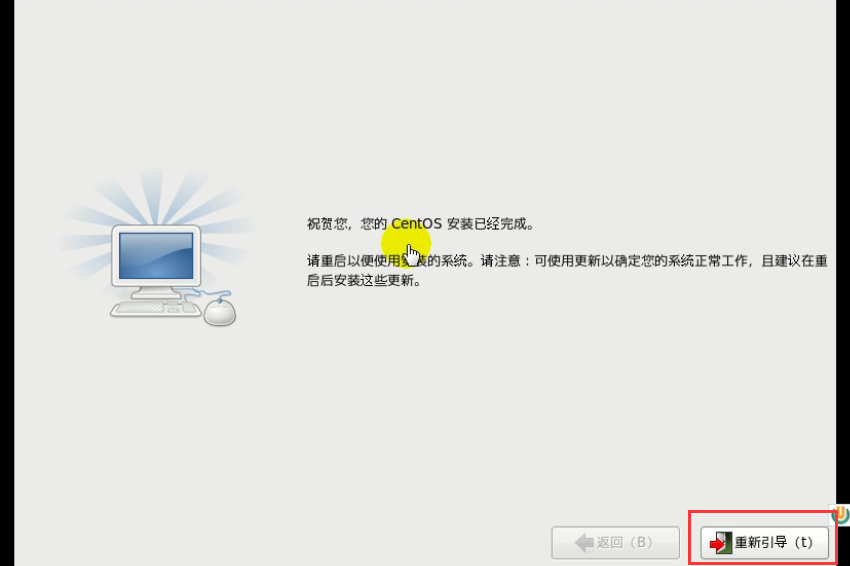 祝贺您，您的 CentOS 安装已经完成。
请重启以便使用安装的系统。请注意：可使用更新以确定您的系统正常工作，且建议在重
启后安装这些更新。
返回（B）
重新引导（t）